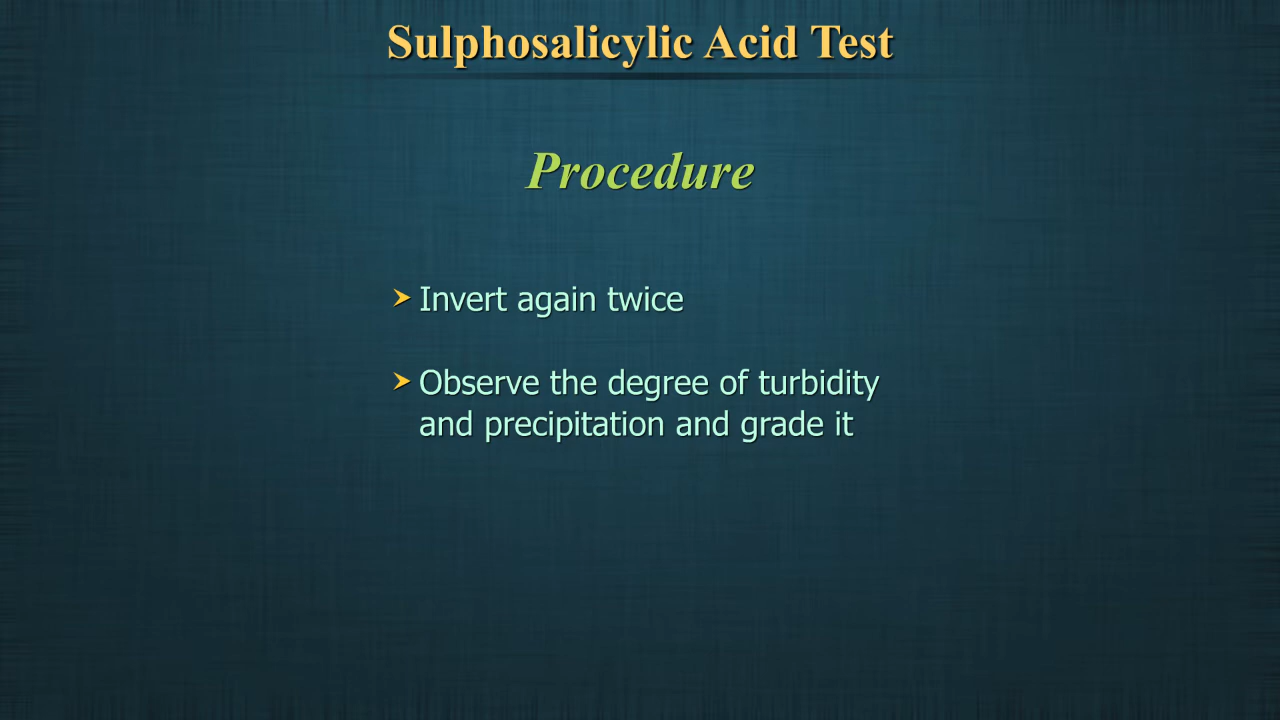 Sulphosalicylic Acid Test
Procedure
➤ Invert again twice
➤ Observe the degree of turbidity
and precipitation and grade it